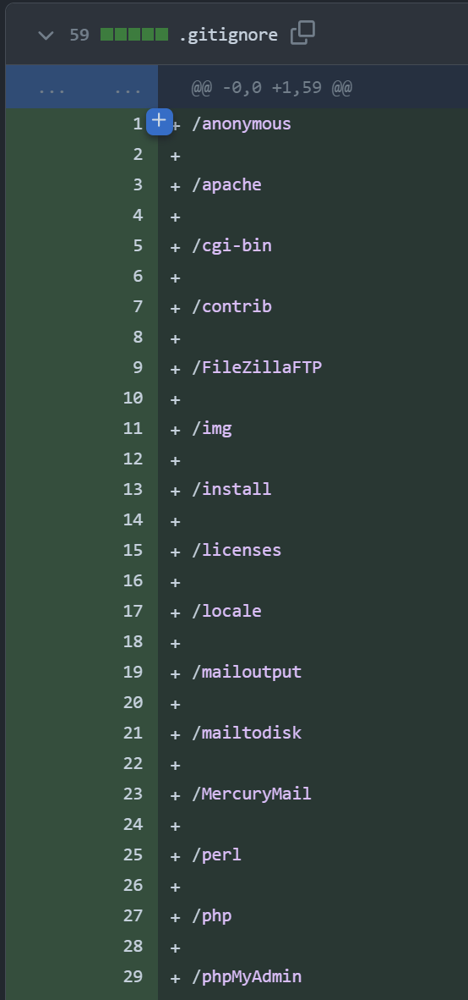 59 .gitignore
... ... @@ -0,0 +1,59 @@
1 + /anonymous
2 +
3 + /apache
4 +
5 + /cgi-bin
6 +
7 + /contrib
8 +
9 + /FileZillaFTP
10 +
11 + /img
12 +
13 + /install
14 +
15 + /licenses
16 +
17 + /locale
18 +
19 + /mailoutput
20 +
21 + /mailtodisk
22 +
23 + /MercuryMail
24 +
25 + /perl
26 +
27 + /php
28 +
29 + /phpMyAdmin